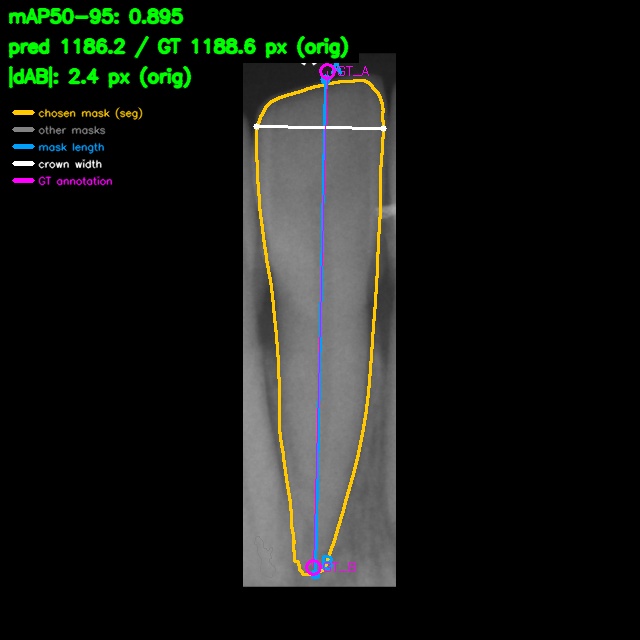 mAP50-95: 0.895
pred 1186.2 / GT 1188.6 px (orig)
|dAB|: 2.4 px (orig)
chosen mask (seg)
other masks
mask length
crown width
GT annotation
GT_A
B